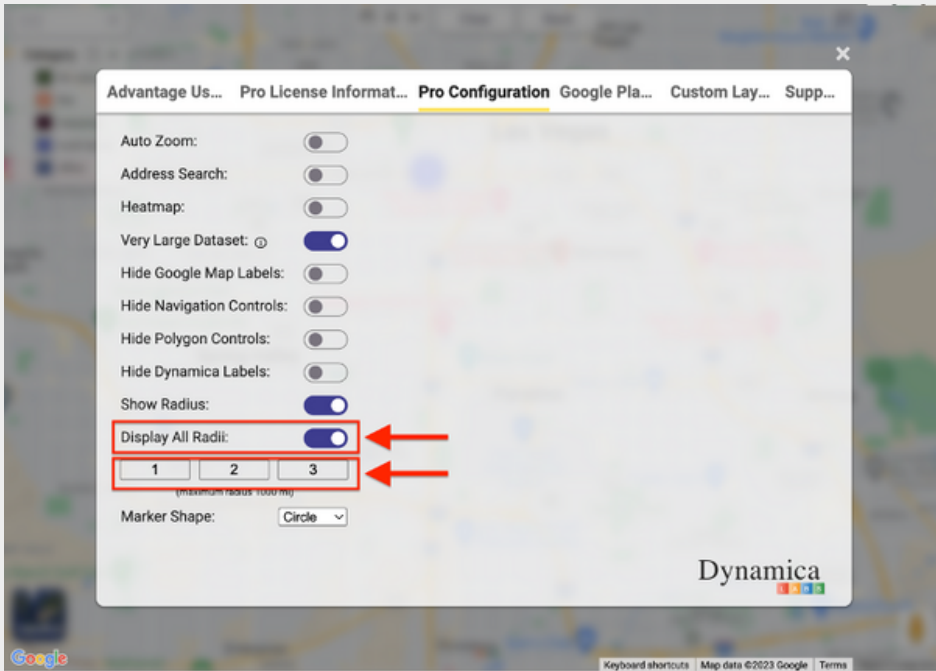 Advantage Us... Pro License Informat... Pro Configuration Google Pla... Custom Lay... Supp...
Auto Zoom:
Address Search:
Heatmap:
Very Large Dataset:
Hide Google Map Labels:
Hide Navigation Controls:
Hide Polygon Controls:
Hide Dynamica Labels:
Show Radius:
Display All Radii:
1 2 3
(maximum radius 1000 mi)
Marker Shape: Circle
Dynamica
LABS
Google
Keyboard shortcuts Map data ©2023 Google Terms